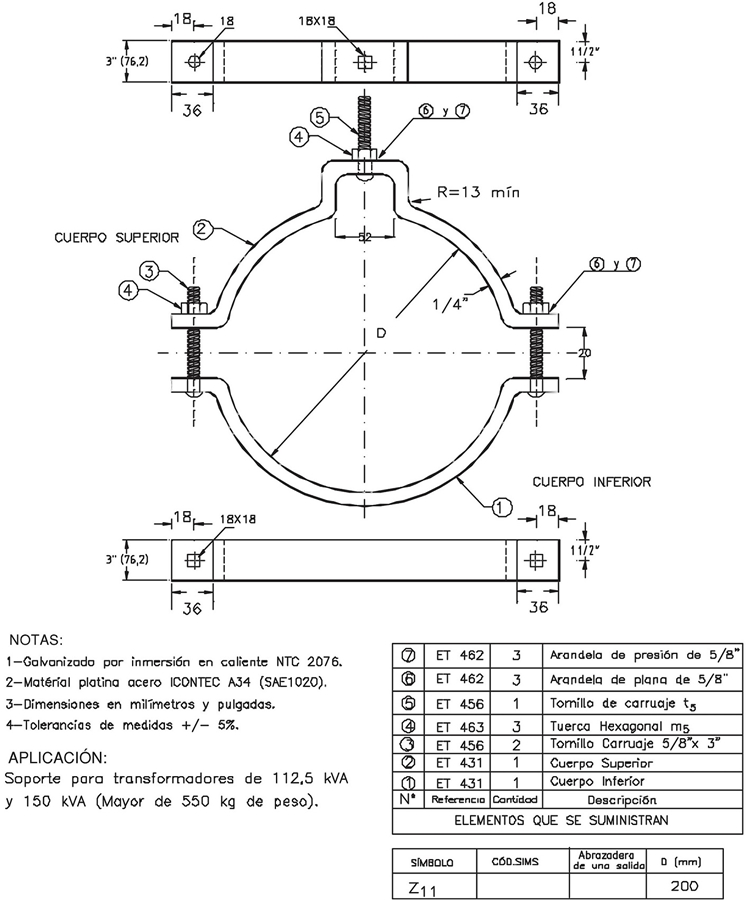 18
18
18X18
18
3" (76,2)
1 1/2"
36
36
5
4
6 y 7
R=13 mín
52
CUERPO SUPERIOR
2
3
4
6 y 7
1/4"
D
20
CUERPO INFERIOR
1
18
18X18
18
3" (76,2)
1 1/2"
36
36
NOTAS:
1-Galvanizado por inmersión en caliente NTC 2076.
2-Matérial platina acero ICONTEC A34 (SAE1020).
3-Dimensiones en milímetros y pulgadas.
4-Tolerancias de medidas +/- 5%.
APLICACIÓN:
Soporte para transformadores de 112,5 kVA
y 150 kVA (Mayor de 550 kg de peso).
7 ET 462 3 Arandela de presión de 5/8"
6 ET 462 3 Arandela de plana de 5/8"
5 ET 456 1 Tornillo de carruaje t5
4 ET 463 3 Tuerca Hexagonal m5
3 ET 456 2 Tornillo Carruaje 5/8"x 3"
2 ET 431 1 Cuerpo Superior
1 ET 431 1 Cuerpo Inferior
N° Referencia Cantidad Descripción
ELEMENTOS QUE SE SUMINISTRAN
SÍMBOLO CÓD.SIMS Abrazadera de una salida D (mm)
Z11 200